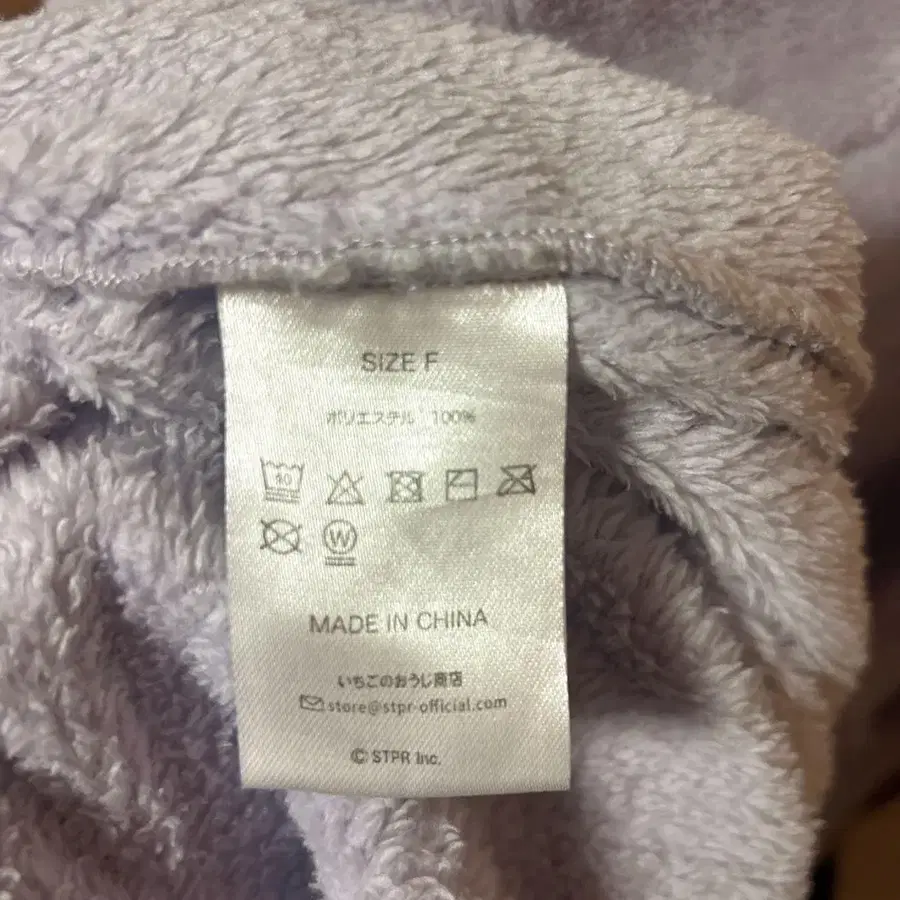 SIZE F
ポリエステル 100%
40
W
MADE IN CHINA
いちごのおうじ商店
store@stpr-official.com
© STPR Inc.